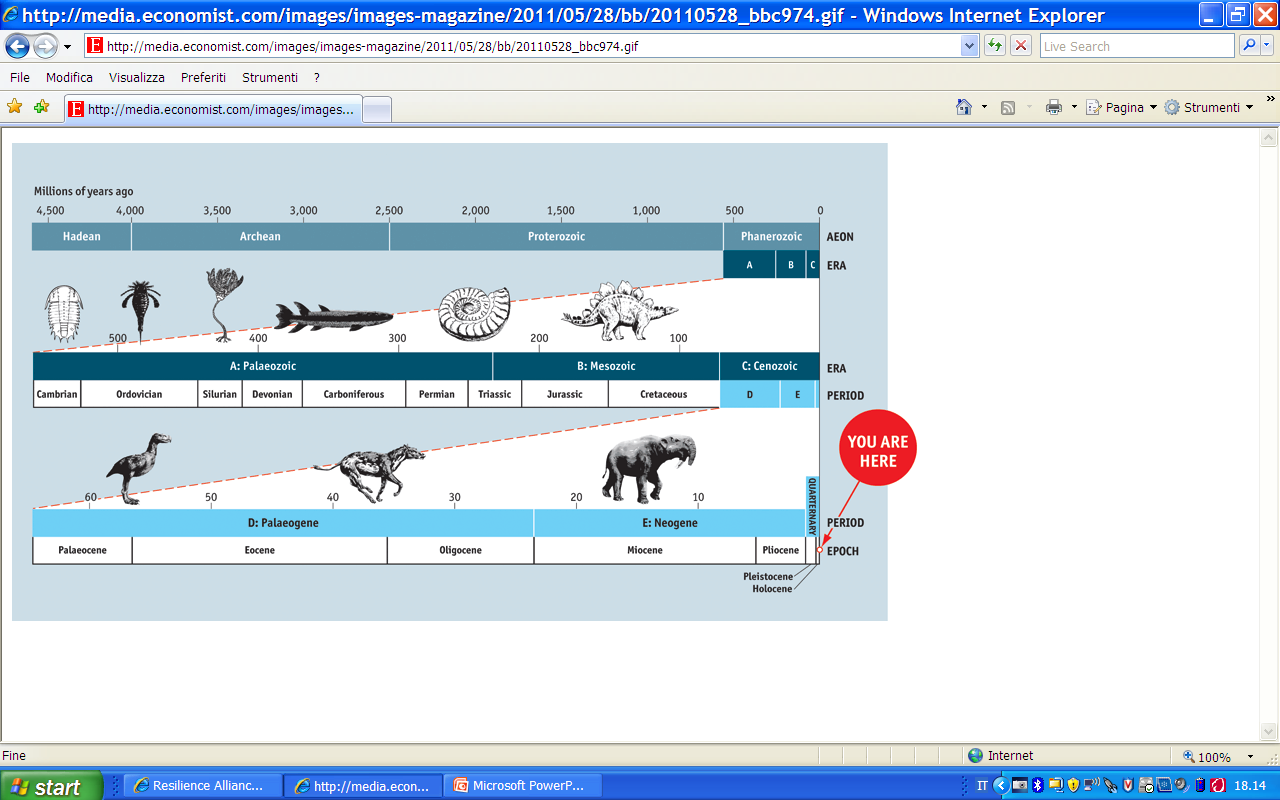 http://media.economist.com/images/images-magazine/2011/05/28/bb/20110528_bbc974.gif - Windows Internet Explorer
http://media.economist.com/images/images-magazine/2011/05/28/bb/20110528_bbc974.gif
Live Search
File Modifica Visualizza Preferiti Strumenti ?
http://media.economist.com/images/images...
Pagina Strumenti
Millions of years ago
4,500 4,000 3,500 3,000 2,500 2,000 1,500 1,000 500 0
Hadean Archean Proterozoic Phanerozoic AEON
A B C ERA
500 400 300 200 100
A: Palaeozoic B: Mesozoic C: Cenozoic ERA
Cambrian Ordovician Silurian Devonian Carboniferous Permian Triassic Jurassic Cretaceous D E PERIOD
YOU ARE
HERE
60 50 40 30 20 10
D: Palaeogene E: Neogene QUARTERNARY PERIOD
Palaeocene Eocene Oligocene Miocene Pliocene EPOCH
Pleistocene
Holocene
Fine Internet 100%
start Resilience Allianc... http://media.econ... Microsoft PowerP... IT 18.14